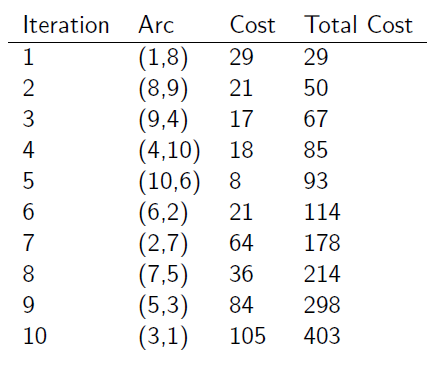 Iteration Arc Cost Total Cost
1 (1,8) 29 29
2 (8,9) 21 50
3 (9,4) 17 67
4 (4,10) 18 85
5 (10,6) 8 93
6 (6,2) 21 114
7 (2,7) 64 178
8 (7,5) 36 214
9 (5,3) 84 298
10 (3,1) 105 403